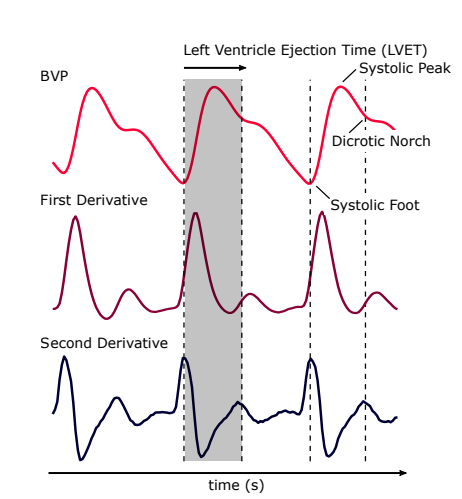 Left Ventricle Ejection Time (LVET)
Systolic Peak
BVP
Dicrotic Norch
First Derivative
Systolic Foot
Second Derivative
time (s)